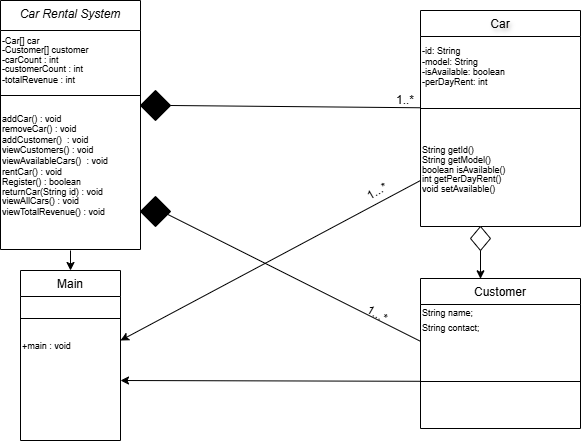 Car Rental System
-Car[] car
-Customer[] customer
-carCount : int
-customerCount : int
-totalRevenue : int
addCar() : void
removeCar() : void
addCustomer() : void
viewCustomers() : void
viewAvailableCars() : void
rentCar() : void
Register() : boolean
returnCar(String id) : void
viewAllCars() : void
viewTotalRevenue() : void
Car
-id: String
-model: String
-isAvailable: boolean
-perDayRent: int
String getId()
String getModel()
boolean isAvailable()
int getPerDayRent()
void setAvailable()
1..*
1...*
1... *
Main
+main : void
Customer
String name;
String contact;